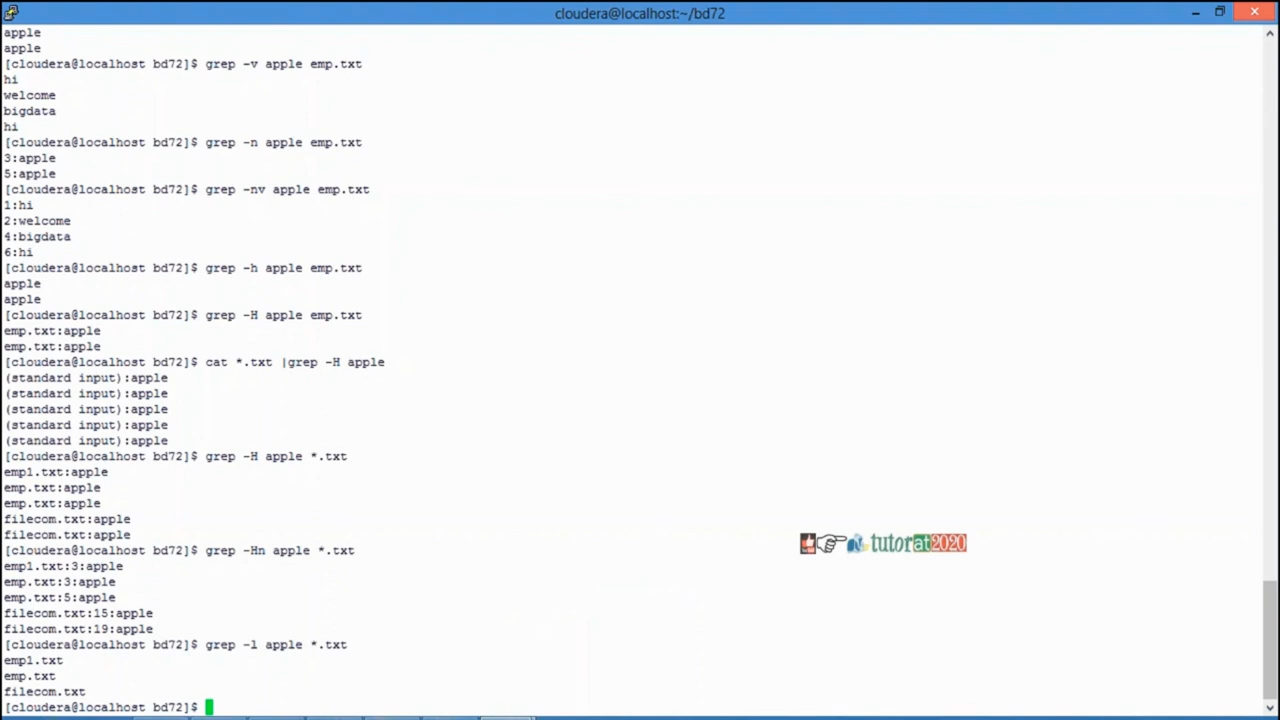 cloudera@localhost:~/bd72
apple
apple
[cloudera@localhost bd72]$ grep -v apple emp.txt
hi
welcome
bigdata
hi
[cloudera@localhost bd72]$ grep -n apple emp.txt
3:apple
5:apple
[cloudera@localhost bd72]$ grep -nv apple emp.txt
1:hi
2:welcome
4:bigdata
6:hi
[cloudera@localhost bd72]$ grep -h apple emp.txt
apple
apple
[cloudera@localhost bd72]$ grep -H apple emp.txt
emp.txt:apple
emp.txt:apple
[cloudera@localhost bd72]$ cat *.txt |grep -H apple
(standard input):apple
(standard input):apple
(standard input):apple
(standard input):apple
(standard input):apple
[cloudera@localhost bd72]$ grep -H apple *.txt
emp1.txt:apple
emp.txt:apple
emp.txt:apple
filecom.txt:apple
filecom.txt:apple
[cloudera@localhost bd72]$ grep -Hn apple *.txt
emp1.txt:3:apple
emp.txt:3:apple
emp.txt:5:apple
filecom.txt:15:apple
filecom.txt:19:apple
[cloudera@localhost bd72]$ grep -l apple *.txt
emp1.txt
emp.txt
filecom.txt
[cloudera@localhost bd72]$
tutorat2020